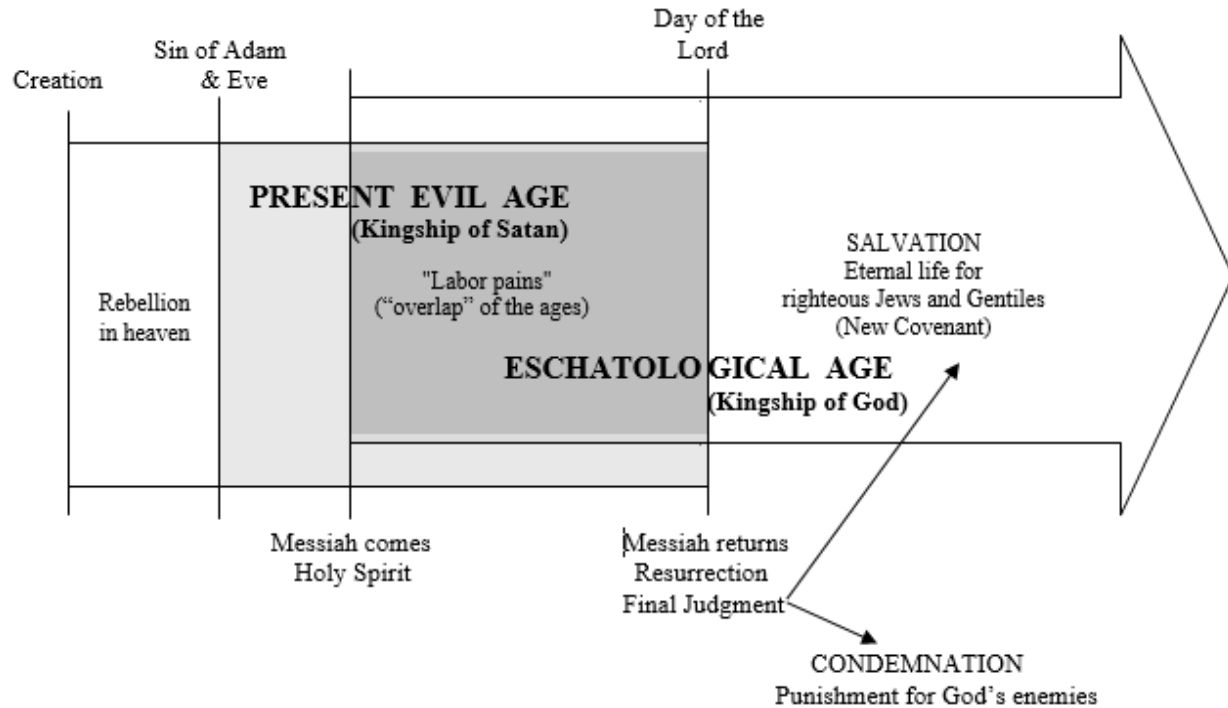 Creation
Sin of Adam
& Eve
Day of the
Lord
PRESENT EVIL AGE
(Kingship of Satan)
"Labor pains"
(“overlap” of the ages)
Rebellion
in heaven
SALVATION
Eternal life for
righteous Jews and Gentiles
(New Covenant)
ESCHATOLOGICAL AGE
(Kingship of God)
Messiah comes
Holy Spirit
Messiah returns
Resurrection
Final Judgment
CONDEMNATION
Punishment for God’s enemies